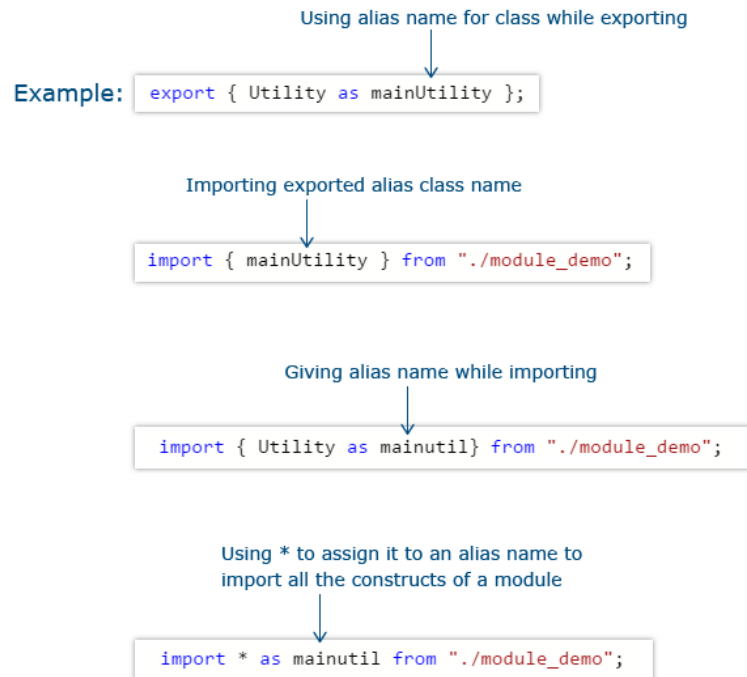 Using alias name for class while exporting
Example: export { Utility as mainUtility };
Importing exported alias class name
import { mainUtility } from "./module_demo";
Giving alias name while importing
import { Utility as mainutil} from "./module_demo";
Using * to assign it to an alias name to
import all the constructs of a module
import * as mainutil from "./module_demo";